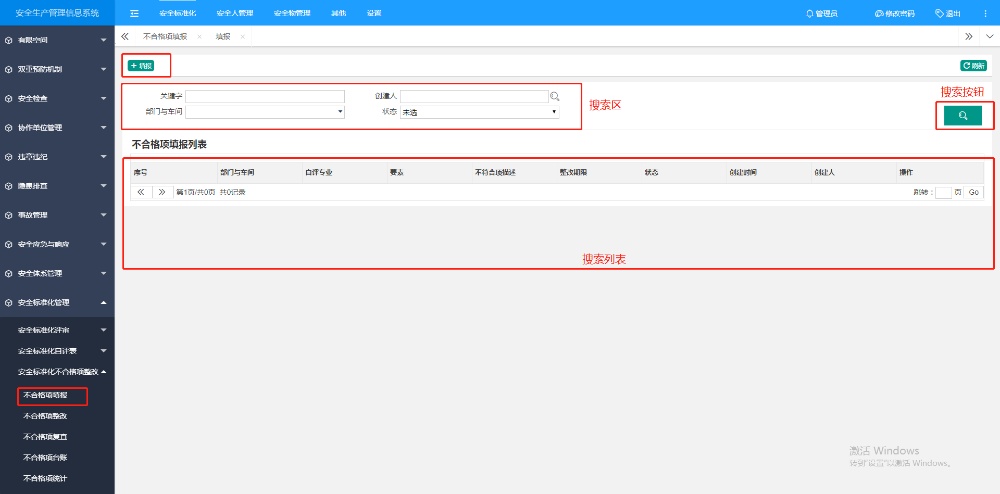 安全生产管理信息系统
安全标准化 安全人管理 安全物管理 其他 设置
管理员 修改密码 退出
有限空间
双重预防机制
安全检查
协作单位管理
违章违纪
隐患排查
事故管理
安全应急与响应
安全体系管理
安全标准化管理
安全标准化评审
安全标准化自评表
安全标准化不合格项整改
不合格项填报
不合格项整改
不合格项复查
不合格项台账
不合格项统计
不合格项填报 填报
填报
刷新
关键字 创建人
部门与车间 状态 未选
搜索区
搜索按钮
不合格项填报列表
序号 部门与车间 自评专业 要素 不符合项描述 整改期限 状态 创建时间 创建人 操作
第1页/共0页 共0记录
跳转： 页 Go
搜索列表
激活 Windows
转到“设置”以激活 Windows。